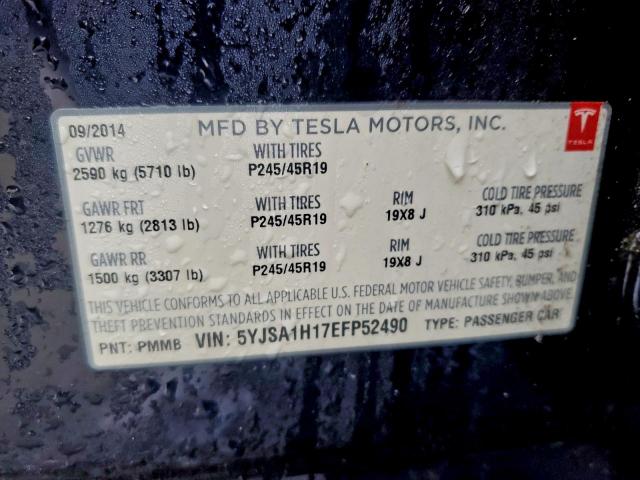 09/2014 MFD BY TESLA MOTORS, INC.
TESLA
GVWR WITH TIRES
2590 kg (5710 lb) P245/45R19
GAWR FRT WITH TIRES RIM COLD TIRE PRESSURE
1276 kg (2813 lb) P245/45R19 19X8 J 310 kPa, 45 psi
GAWR RR WITH TIRES RIM COLD TIRE PRESSURE
1500 kg (3307 lb) P245/45R19 19X8 J 310 kPa, 45 psi
THIS VEHICLE CONFORMS TO ALL APPLICABLE U.S. FEDERAL MOTOR VEHICLE SAFETY, BUMPER, AND
THEFT PREVENTION STANDARDS IN EFFECT ON THE DATE OF MANUFACTURE SHOWN ABOVE.
PNT: PMMB VIN: 5YJSA1H17EFP52490 TYPE: PASSENGER CAR